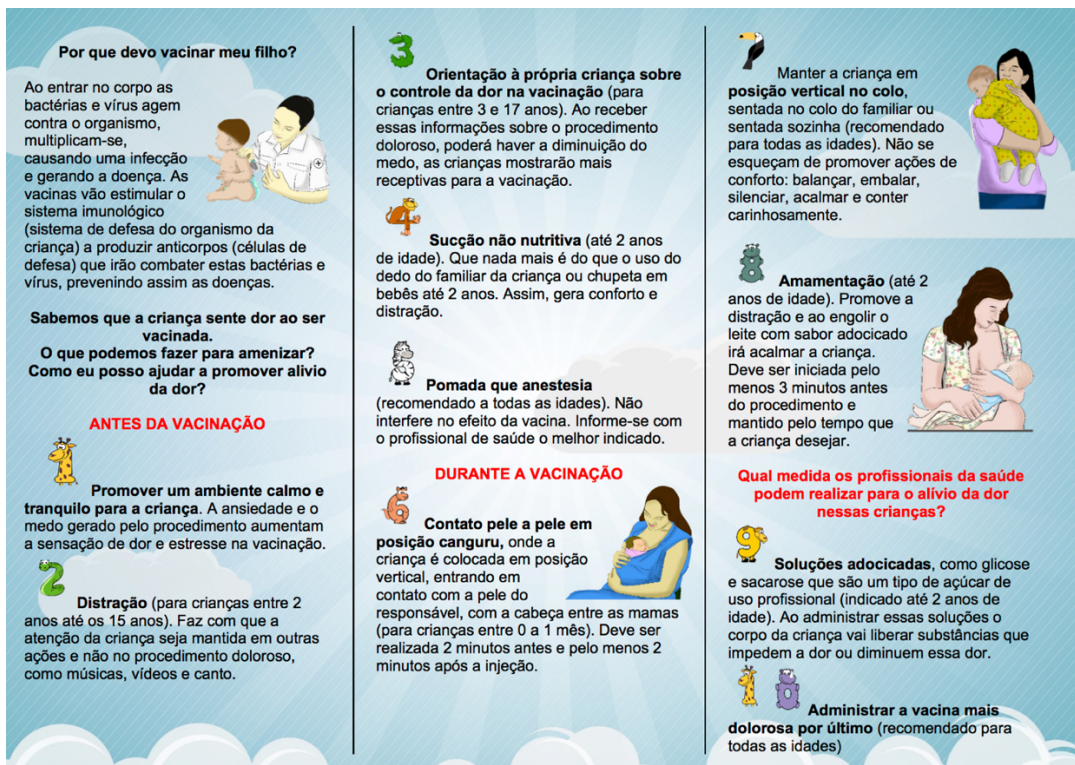 Por que devo vacinar meu filho?
Ao entrar no corpo as
bactérias e vírus agem
contra o organismo,
multiplicam-se,
causando uma infecção
e gerando a doença. As
vacinas vão estimular o
sistema imunológico
(sistema de defesa do organismo da
criança) a produzir anticorpos (células de
defesa) que irão combater estas bactérias e
vírus, prevenindo assim as doenças.
Sabemos que a criança sente dor ao ser
vacinada.
O que podemos fazer para amenizar?
Como eu posso ajudar a promover alivio
da dor?
ANTES DA VACINAÇÃO
1
Promover um ambiente calmo e
tranquilo para a criança. A ansiedade e o
medo gerado pelo procedimento aumentam
a sensação de dor e estresse na vacinação.
2
Distração (para crianças entre 2
anos até os 15 anos). Faz com que a
atenção da criança seja mantida em outras
ações e não no procedimento doloroso,
como músicas, vídeos e canto.
3
Orientação à própria criança sobre
o controle da dor na vacinação (para
crianças entre 3 e 17 anos). Ao receber
essas informações sobre o procedimento
doloroso, poderá haver a diminuição do
medo, as crianças mostrarão mais
receptivas para a vacinação.
4
Sucção não nutritiva (até 2 anos
de idade). Que nada mais é do que o uso do
dedo do familiar da criança ou chupeta em
bebês até 2 anos. Assim, gera conforto e
distração.
5
Pomada que anestesia
(recomendado a todas as idades). Não
interfere no efeito da vacina. Informe-se com
o profissional de saúde o melhor indicado.
DURANTE A VACINAÇÃO
6
Contato pele a pele em
posição canguru, onde a
criança é colocada em posição
vertical, entrando em
contato com a pele do
responsável, com a cabeça entre as mamas
(para crianças entre 0 a 1 mês). Deve ser
realizada 2 minutos antes e pelo menos 2
minutos após a injeção.
7
Manter a criança em
posição vertical no colo,
sentada no colo do familiar ou
sentada sozinha (recomendado
para todas as idades). Não se
esqueçam de promover ações de
conforto: balançar, embalar,
silenciar, acalmar e conter
carinhosamente.
8
Amamentação (até 2
anos de idade). Promove a
distração e ao engolir o
leite com sabor adocicado
irá acalmar a criança.
Deve ser iniciada pelo
menos 3 minutos antes
do procedimento e
mantido pelo tempo que
a criança desejar.
Qual medida os profissionais da saúde
podem realizar para o alívio da dor
nessas crianças?
9
Soluções adocicadas, como glicose
e sacarose que são um tipo de açúcar de
uso profissional (indicado até 2 anos de
idade). Ao administrar essas soluções o
corpo da criança vai liberar substâncias que
impedem a dor ou diminuem essa dor.
10
Administrar a vacina mais
dolorosa por último (recomendado para
todas as idades)